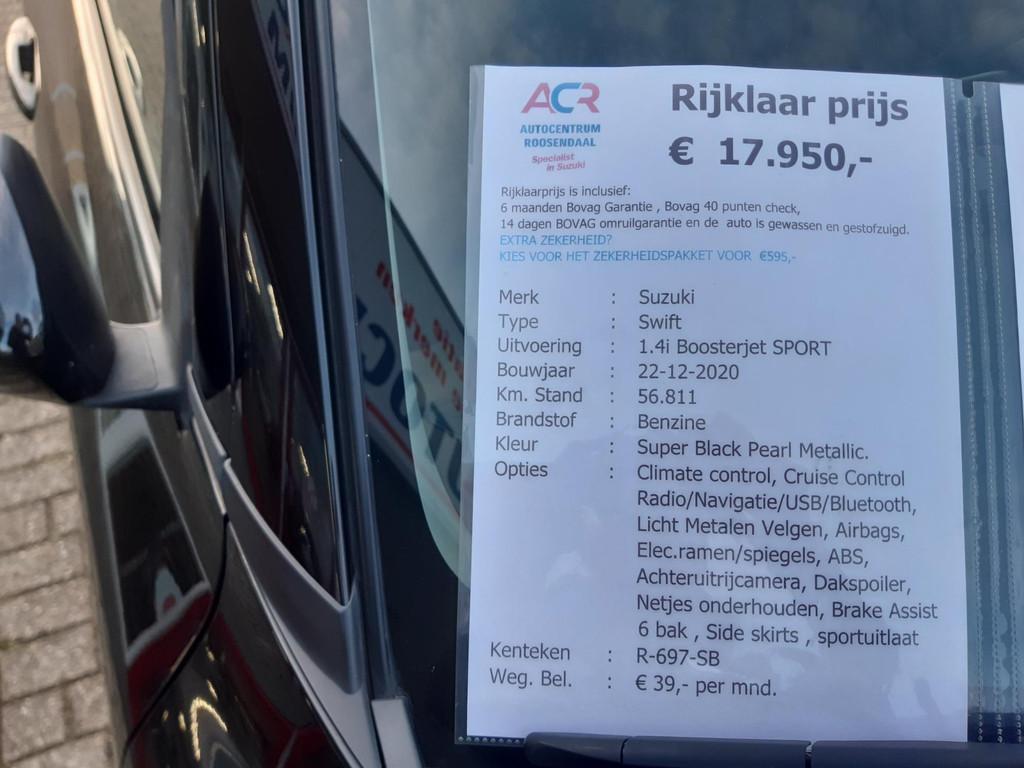 ACR
AUTOCENTRUM
ROOSENDAAL
Specialist
in Suzuki
Rijklaar prijs
€ 17.950,-
Rijklaarprijs is inclusief:
6 maanden Bovag Garantie , Bovag 40 punten check,
14 dagen BOVAG omruilgarantie en de auto is gewassen en gestofzuigd.
EXTRA ZEKERHEID?
KIES VOOR HET ZEKERHEIDSPAKKET VOOR €595,-
Merk : Suzuki
Type : Swift
Uitvoering : 1.4i Boosterjet SPORT
Bouwjaar : 22-12-2020
Km. Stand : 56.811
Brandstof : Benzine
Kleur : Super Black Pearl Metallic.
Opties : Climate control, Cruise Control
Radio/Navigatie/USB/Bluetooth,
Licht Metalen Velgen, Airbags,
Elec.ramen/spiegels, ABS,
Achteruitrijcamera, Dakspoiler,
Netjes onderhouden, Brake Assist
6 bak , Side skirts , sportuitlaat
Kenteken : R-697-SB
Weg. Bel. : € 39,- per mnd.